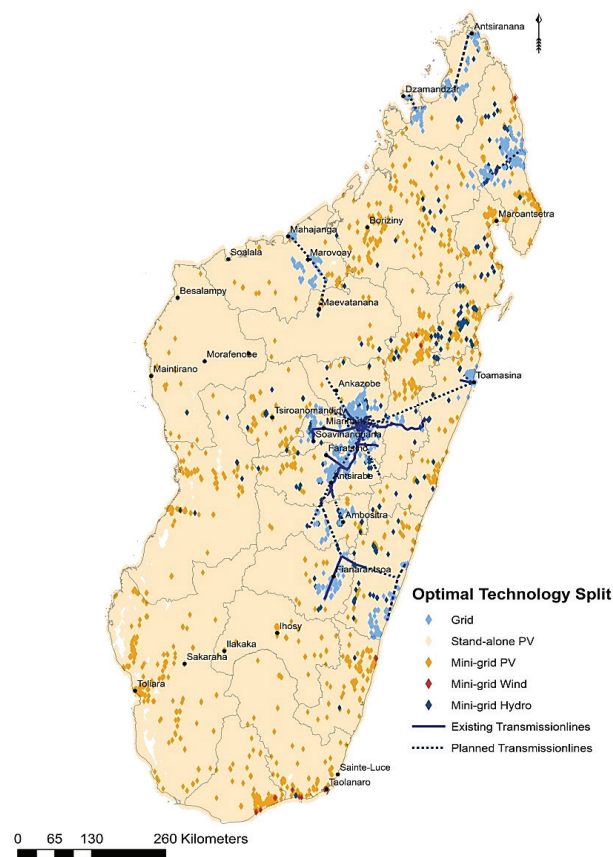 Antsiranana
Dzamandzar
Maroantsetra
Boriziny
Mahajanga
Soalala
Marovoay
Besalampy
Maevatanana
Morafenobe
Maintirano
Toamasina
Ankazobe
Tsiroanomandidy
Soavinandriana
Faratsiho
Antsirabe
Ambositra
Fianarantsoa
Optimal Technology Split
Grid
Stand-alone PV
Mini-grid PV
Mini-grid Wind
Mini-grid Hydro
Existing Transmissionlines
Planned Transmissionlines
Ihosy
Ilakaka
Sakaraha
Toliara
Sainte-Luce
Taolanaro
0 65 130 260 Kilometers